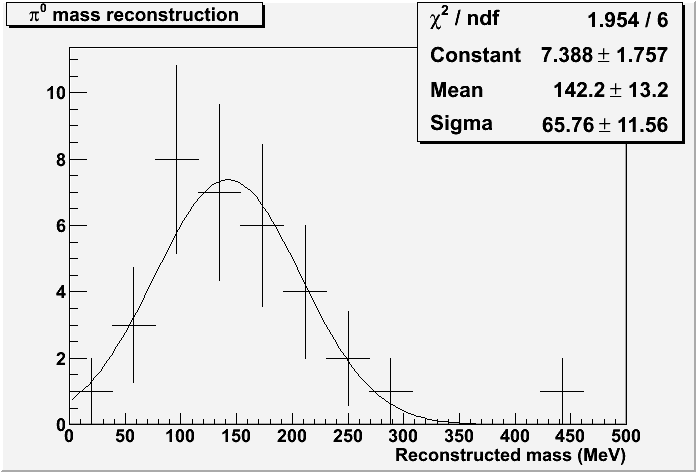 π⁰ mass reconstruction
χ² / ndf 1.954 / 6
Constant 7.388 ± 1.757
Mean 142.2 ± 13.2
Sigma 65.76 ± 11.56
10
8
6
4
2
0
0 50 100 150 200 250 300 350 400 450 500
Reconstructed mass (MeV)